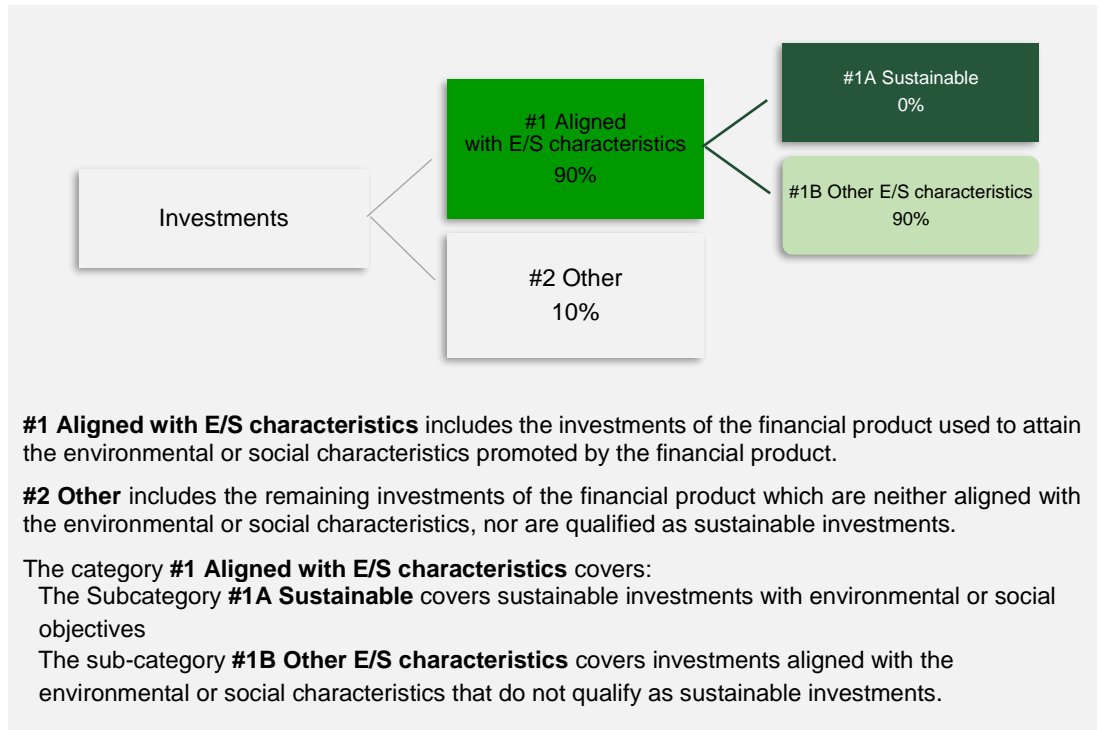 #1A Sustainable
0%
#1 Aligned
with E/S characteristics
90%
#1B Other E/S characteristics
90%
Investments
#2 Other
10%
#1 Aligned with E/S characteristics includes the investments of the financial product used to attain
the environmental or social characteristics promoted by the financial product.
#2 Other includes the remaining investments of the financial product which are neither aligned with
the environmental or social characteristics, nor are qualified as sustainable investments.
The category #1 Aligned with E/S characteristics covers:
The Subcategory #1A Sustainable covers sustainable investments with environmental or social
objectives
The sub-category #1B Other E/S characteristics covers investments aligned with the
environmental or social characteristics that do not qualify as sustainable investments.